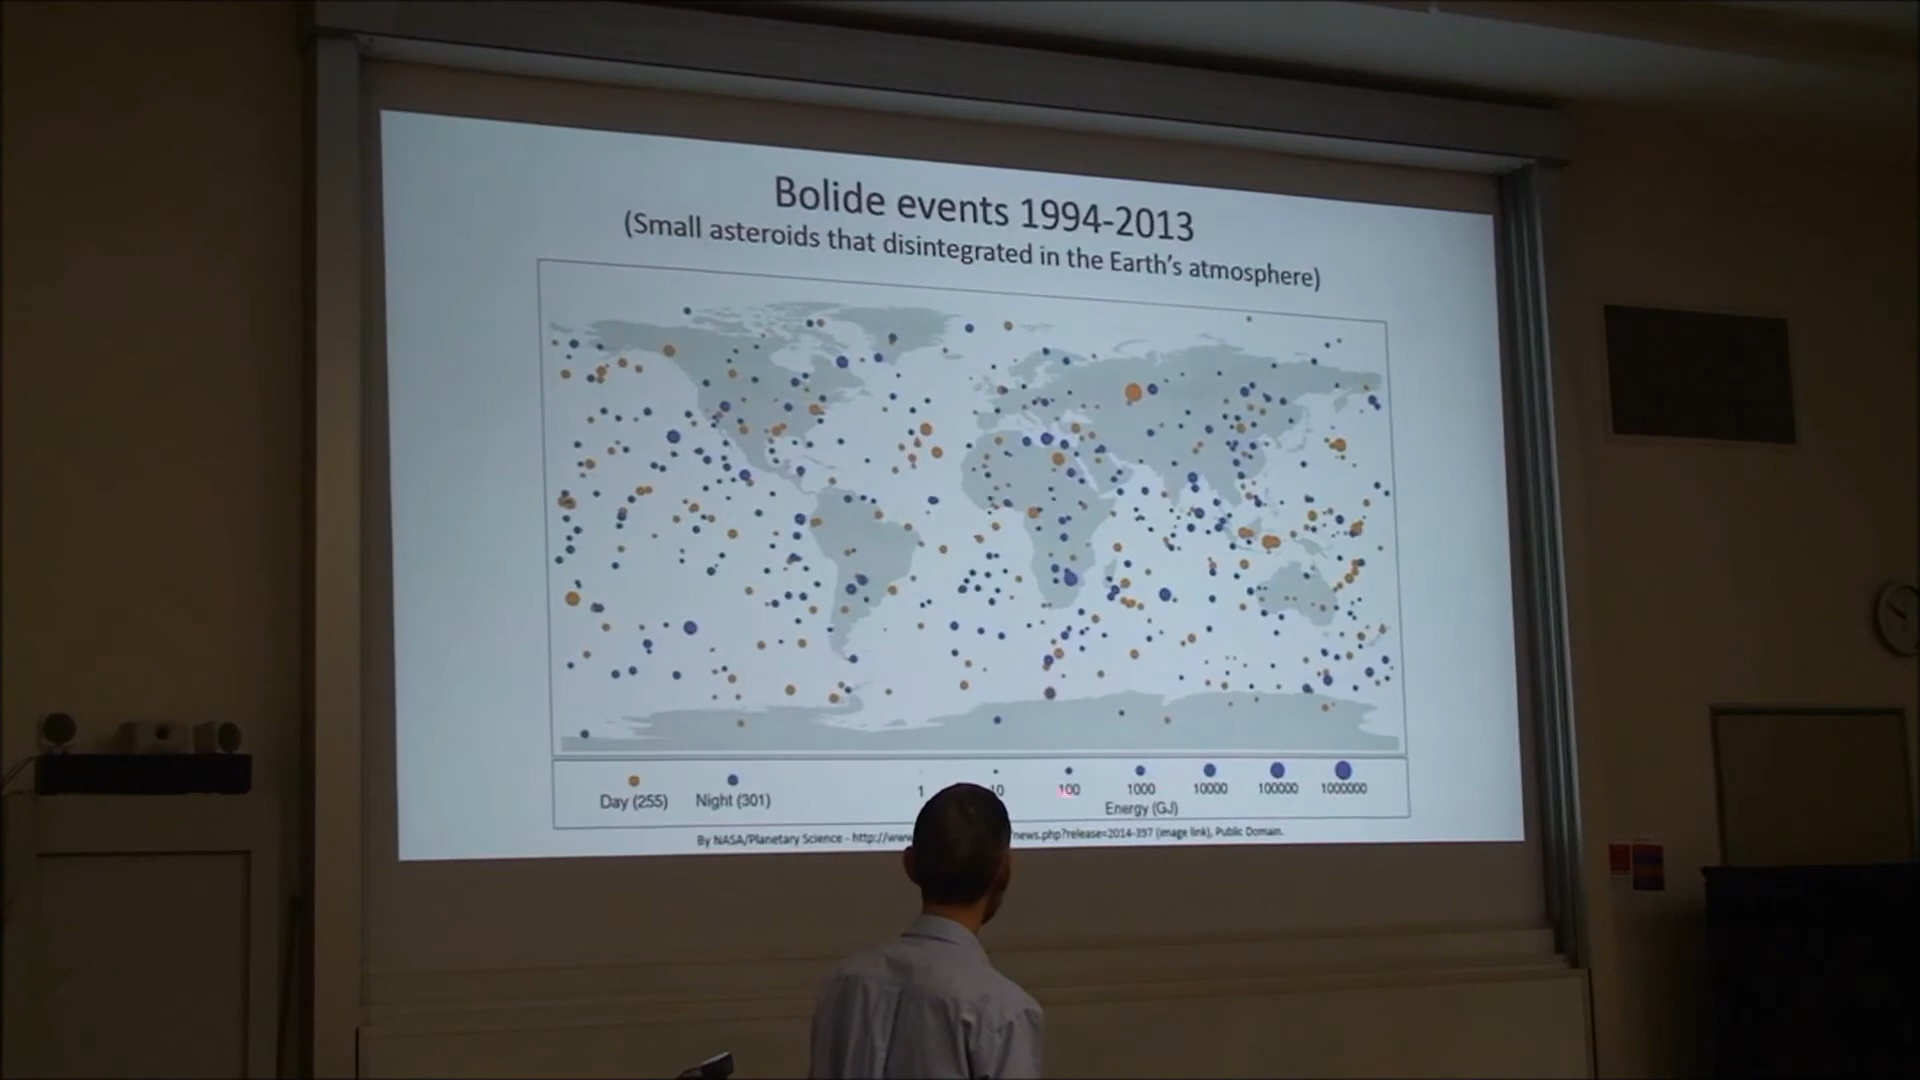 Bolide events 1994-2013
(Small asteroids that disintegrated in the Earth's atmosphere)
Day (255) Night (301)
1 10 100 1000 10000 100000 1000000
Energy (GJ)
By NASA/Planetary Science - http://www news.php?release=2014-397 (image link), Public Domain.